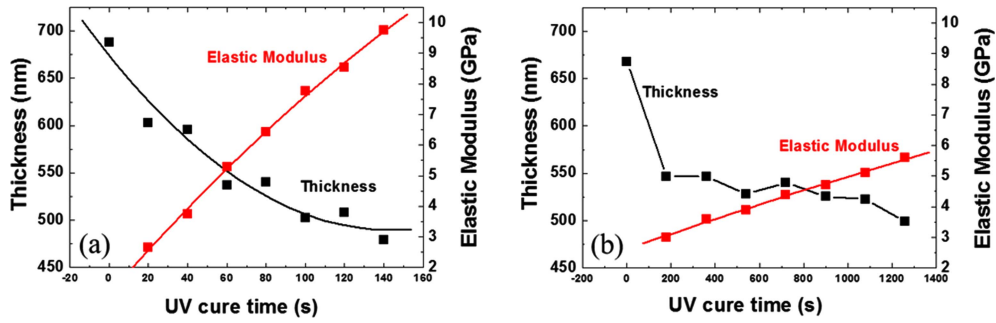 700
650
600
550
500
450
Thickness (nm)
10
9
8
7
6
5
4
3
2
Elastic Modulus (GPa)
Elastic Modulus
Thickness
(a)
-20 0 20 40 60 80 100 120 140 160
UV cure time (s)
700
650
600
550
500
450
Thickness (nm)
10
9
8
7
6
5
4
3
2
Elastic Modulus (GPa)
Thickness
Elastic Modulus
(b)
-200 0 200 400 600 800 1000 1200 1400
UV cure time (s)